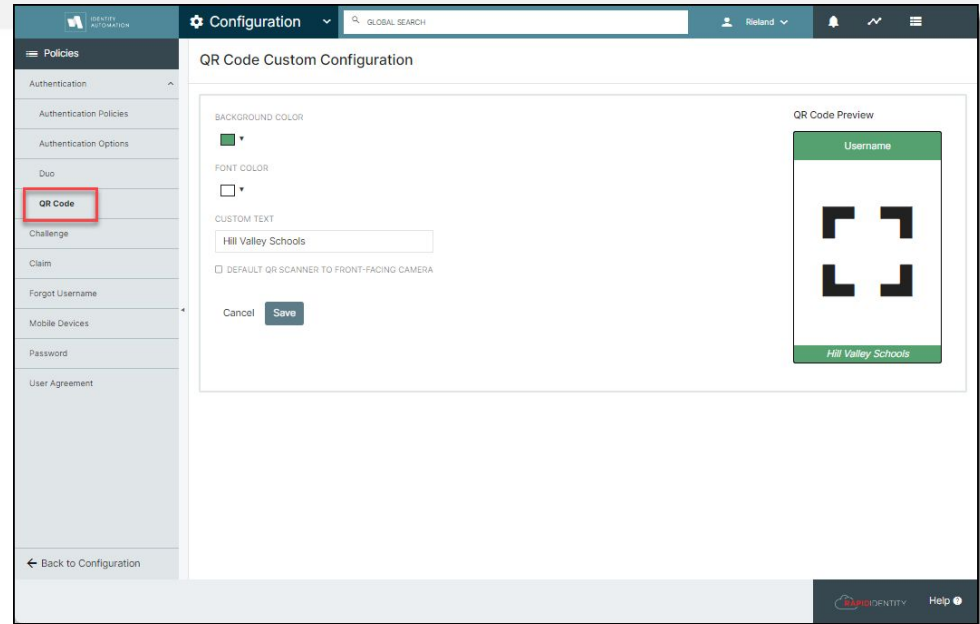 IDENTITY
AUTOMATION
Configuration
GLOBAL SEARCH
Rieland
Policies
Authentication
Authentication Policies
Authentication Options
Duo
QR Code
Challenge
Claim
Forgot Username
Mobile Devices
Password
User Agreement
Back to Configuration
QR Code Custom Configuration
BACKGROUND COLOR
FONT COLOR
CUSTOM TEXT
Hill Valley Schools
DEFAULT QR SCANNER TO FRONT-FACING CAMERA
Cancel Save
QR Code Preview
Username
Hill Valley Schools
RAPIDIDENTITY
Help